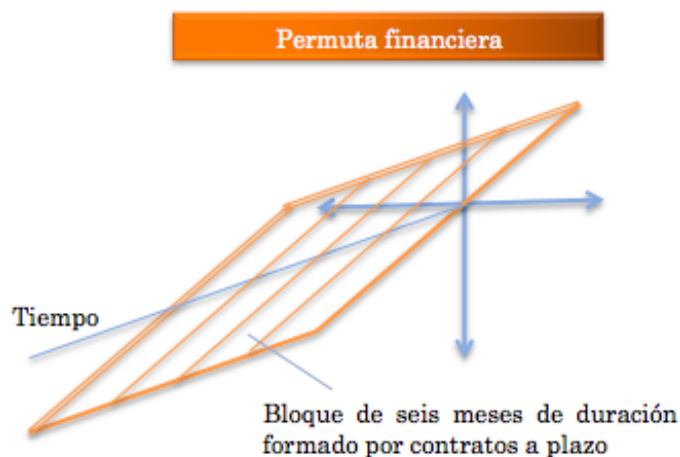 Permuta financiera
Tiempo
Bloque de seis meses de duración
formado por contratos a plazo